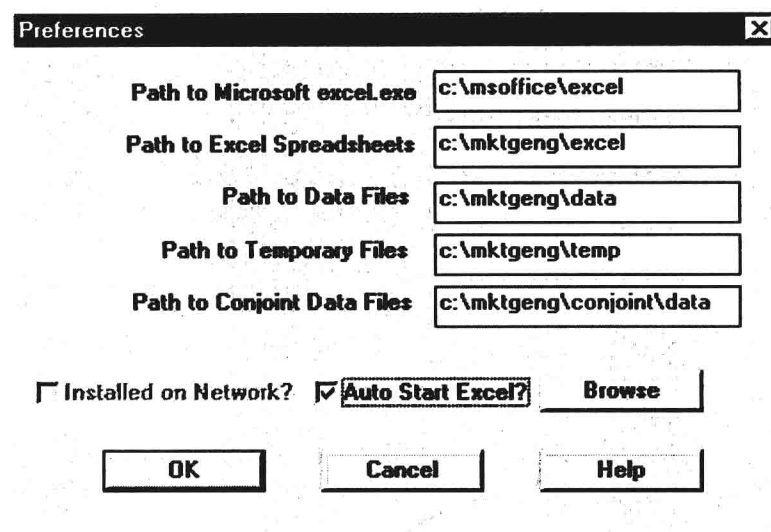 Preferences
Path to Microsoft excel.exe c:\msoffice\excel
Path to Excel Spreadsheets c:\mktgeng\excel
Path to Data Files c:\mktgeng\data
Path to Temporary Files c:\mktgeng\temp
Path to Conjoint Data Files c:\mktgeng\conjoint\data
Installed on Network? Auto Start Excel? Browse
OK Cancel Help